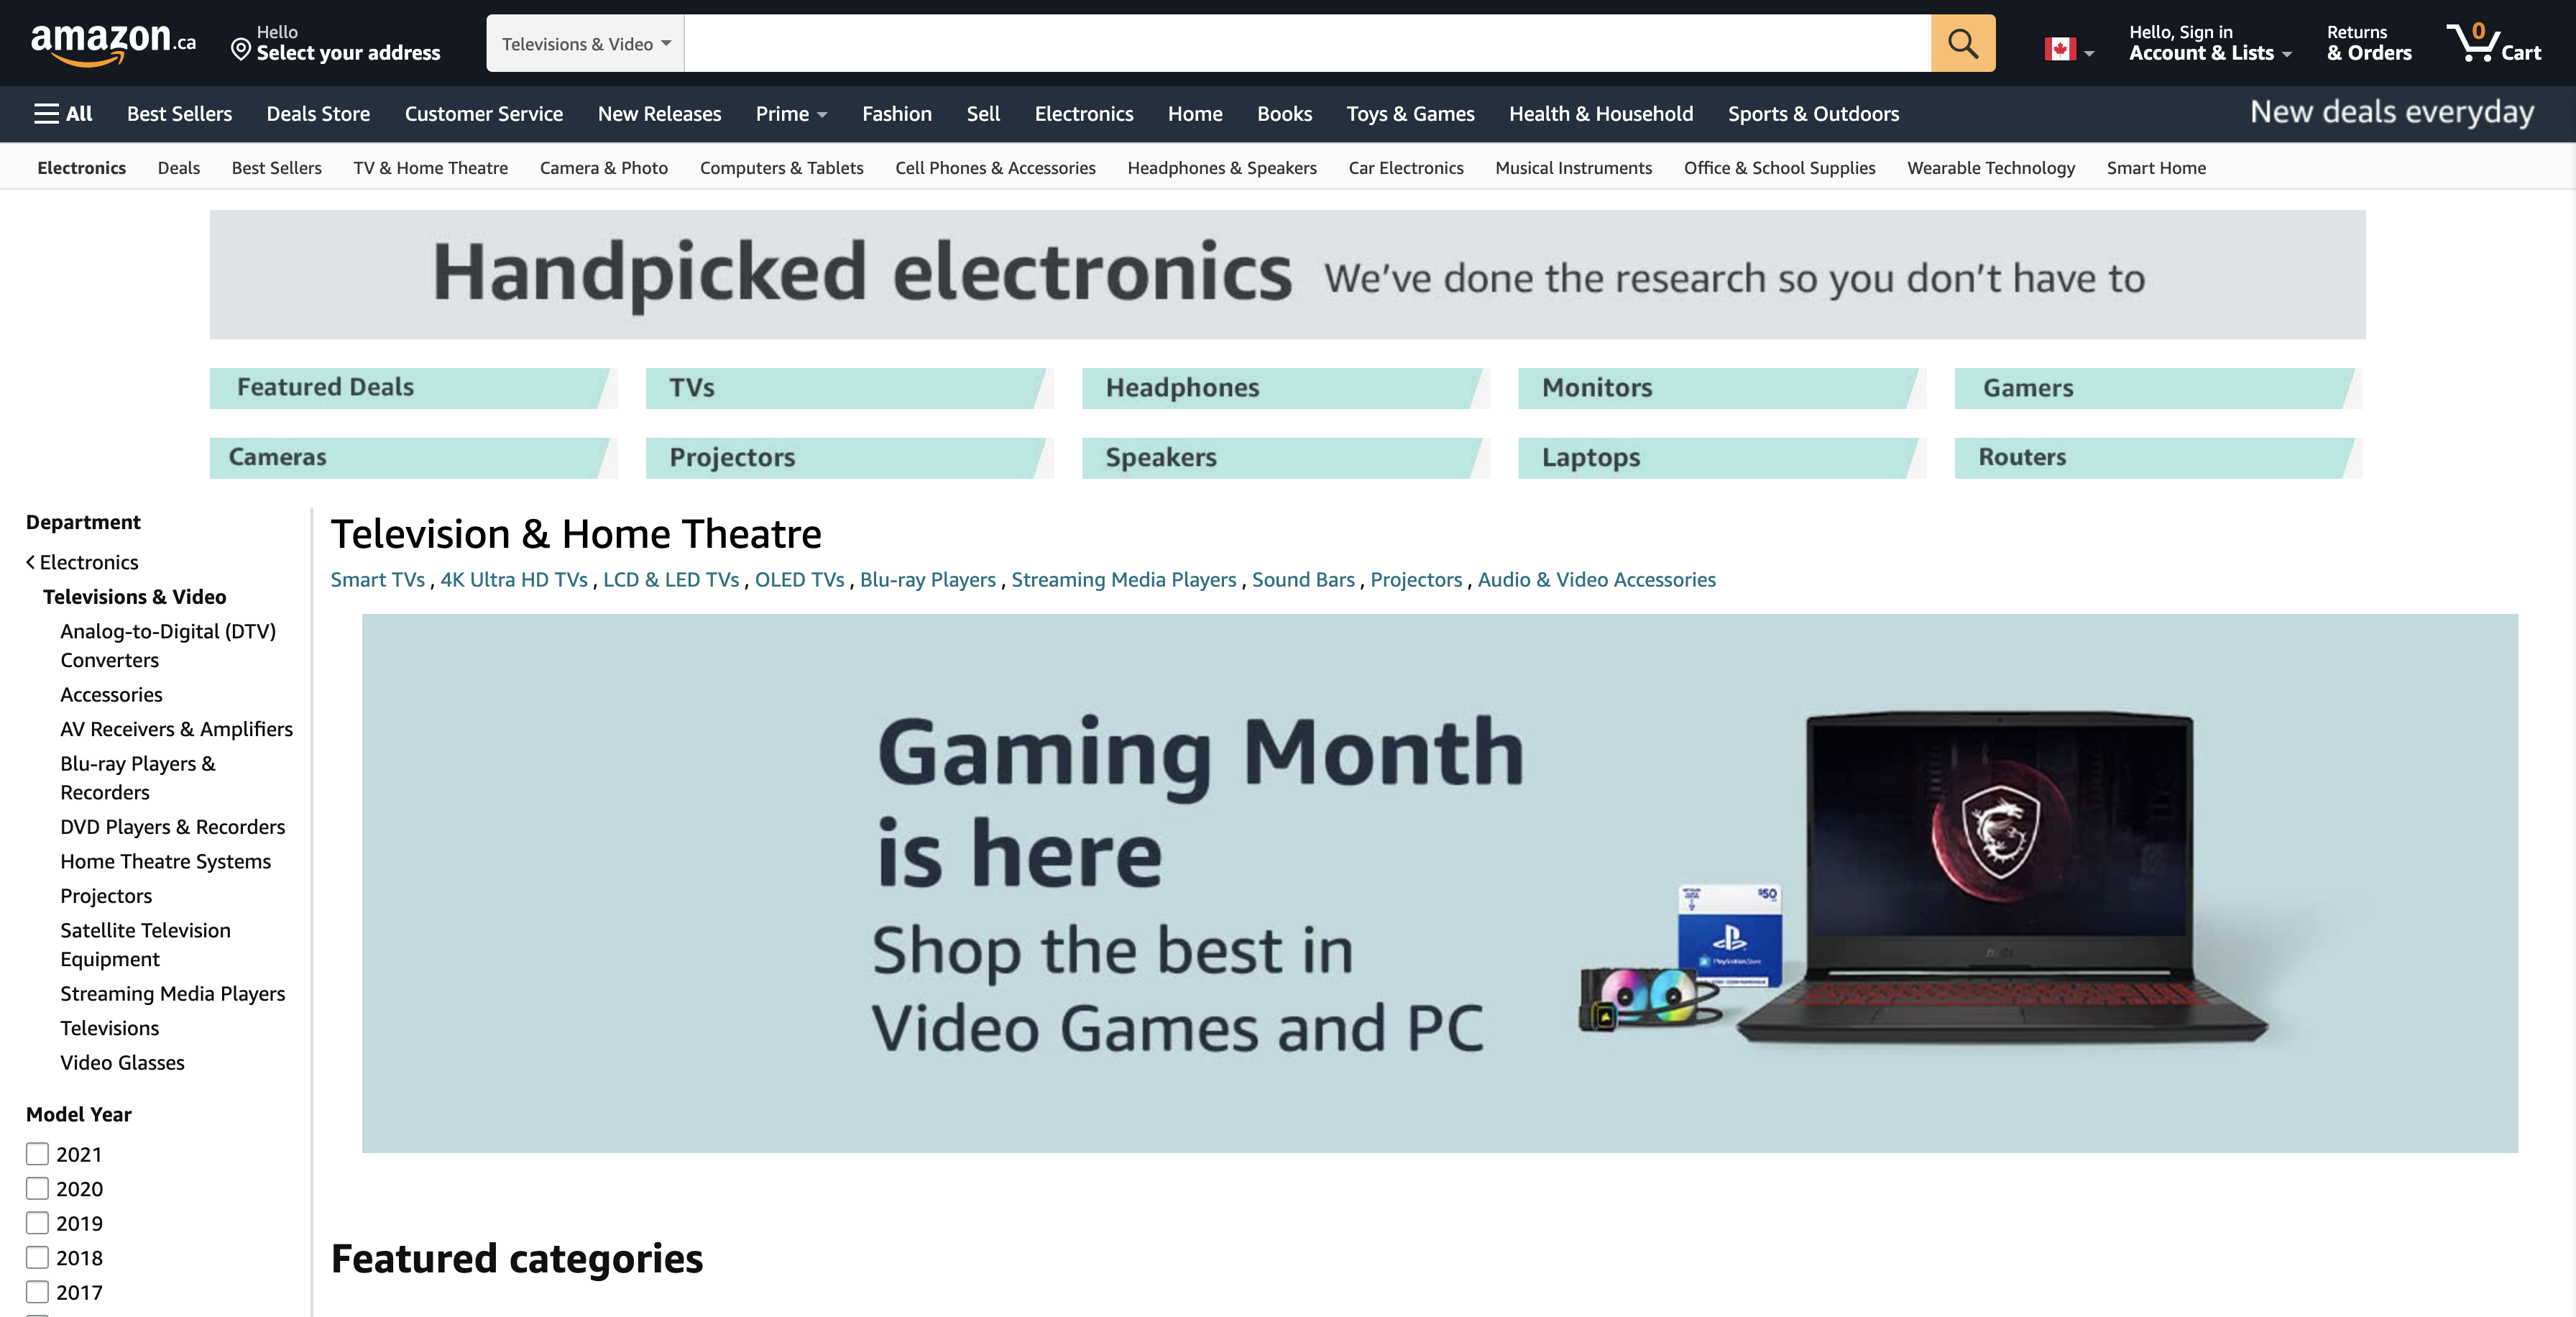 amazon.ca
Hello
Select your address
Televisions & Video
Hello, Sign in
Account & Lists
Returns
& Orders
0
Cart
All
Best Sellers
Deals Store
Customer Service
New Releases
Prime
Fashion
Sell
Electronics
Home
Books
Toys & Games
Health & Household
Sports & Outdoors
New deals everyday
Electronics
Deals
Best Sellers
TV & Home Theatre
Camera & Photo
Computers & Tablets
Cell Phones & Accessories
Headphones & Speakers
Car Electronics
Musical Instruments
Office & School Supplies
Wearable Technology
Smart Home
Handpicked electronics We've done the research so you don't have to
Featured Deals
TVs
Headphones
Monitors
Gamers
Cameras
Projectors
Speakers
Laptops
Routers
Department
Electronics
Televisions & Video
Analog-to-Digital (DTV)
Converters
Accessories
AV Receivers & Amplifiers
Blu-ray Players &
Recorders
DVD Players & Recorders
Home Theatre Systems
Projectors
Satellite Television
Equipment
Streaming Media Players
Televisions
Video Glasses
Model Year
2021
2020
2019
2018
2017
Television & Home Theatre
Smart TVs , 4K Ultra HD TVs , LCD & LED TVs , OLED TVs , Blu-ray Players , Streaming Media Players , Sound Bars , Projectors , Audio & Video Accessories
Gaming Month
is here
Shop the best in
Video Games and PC
$50
PlayStation Store
msi
Featured categories